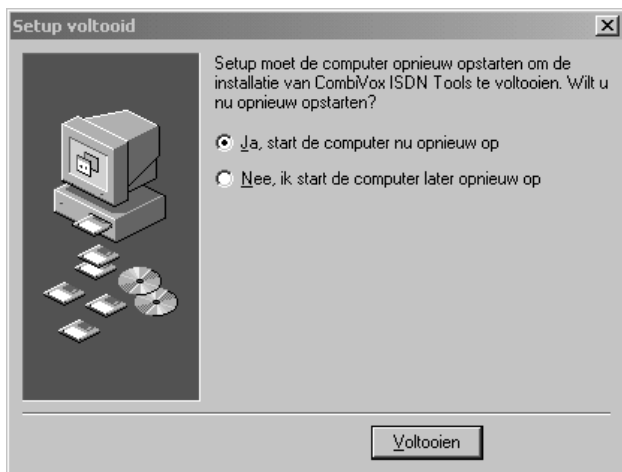 Setup voltooid
Setup moet de computer opnieuw opstarten om de
installatie van CombiVox ISDN Tools te voltooien. Wilt u
nu opnieuw opstarten?
Ja, start de computer nu opnieuw op
Nee, ik start de computer later opnieuw op
Voltooien